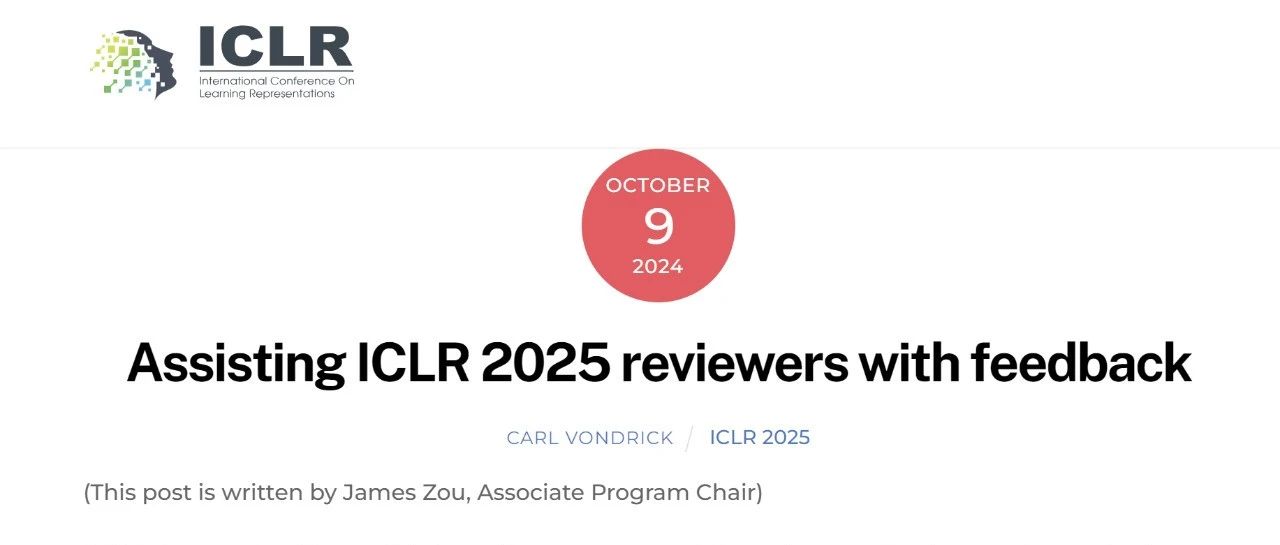 ICLR
International Conference On
Learning Representations
OCTOBER
9
2024
Assisting ICLR 2025 reviewers with feedback
CARL VONDRICK / ICLR 2025
(This post is written by James Zou, Associate Program Chair)